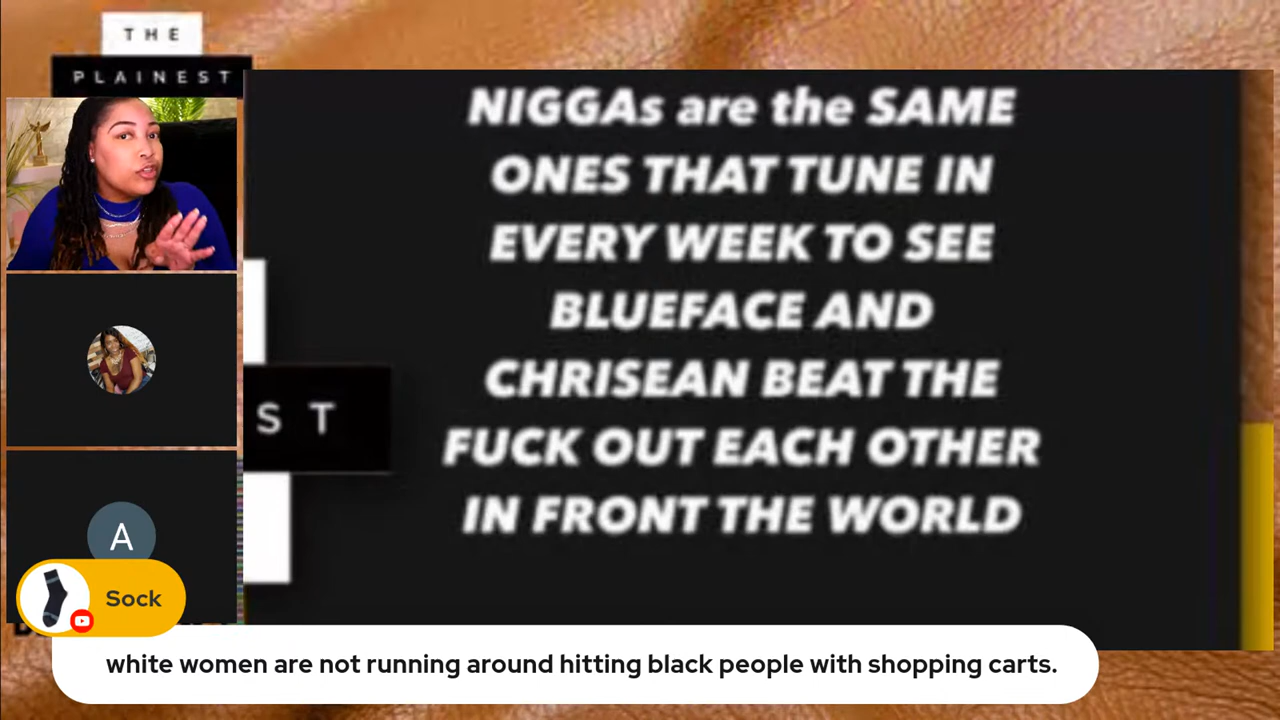 THE
PLAINEST
NIGGAs are the SAME
ONES THAT TUNE IN
EVERY WEEK TO SEE
BLUEFACE AND
CHRISEAN BEAT THE
FUCK OUT EACH OTHER
IN FRONT THE WORLD
ST
A
Sock
white women are not running around hitting black people with shopping carts.